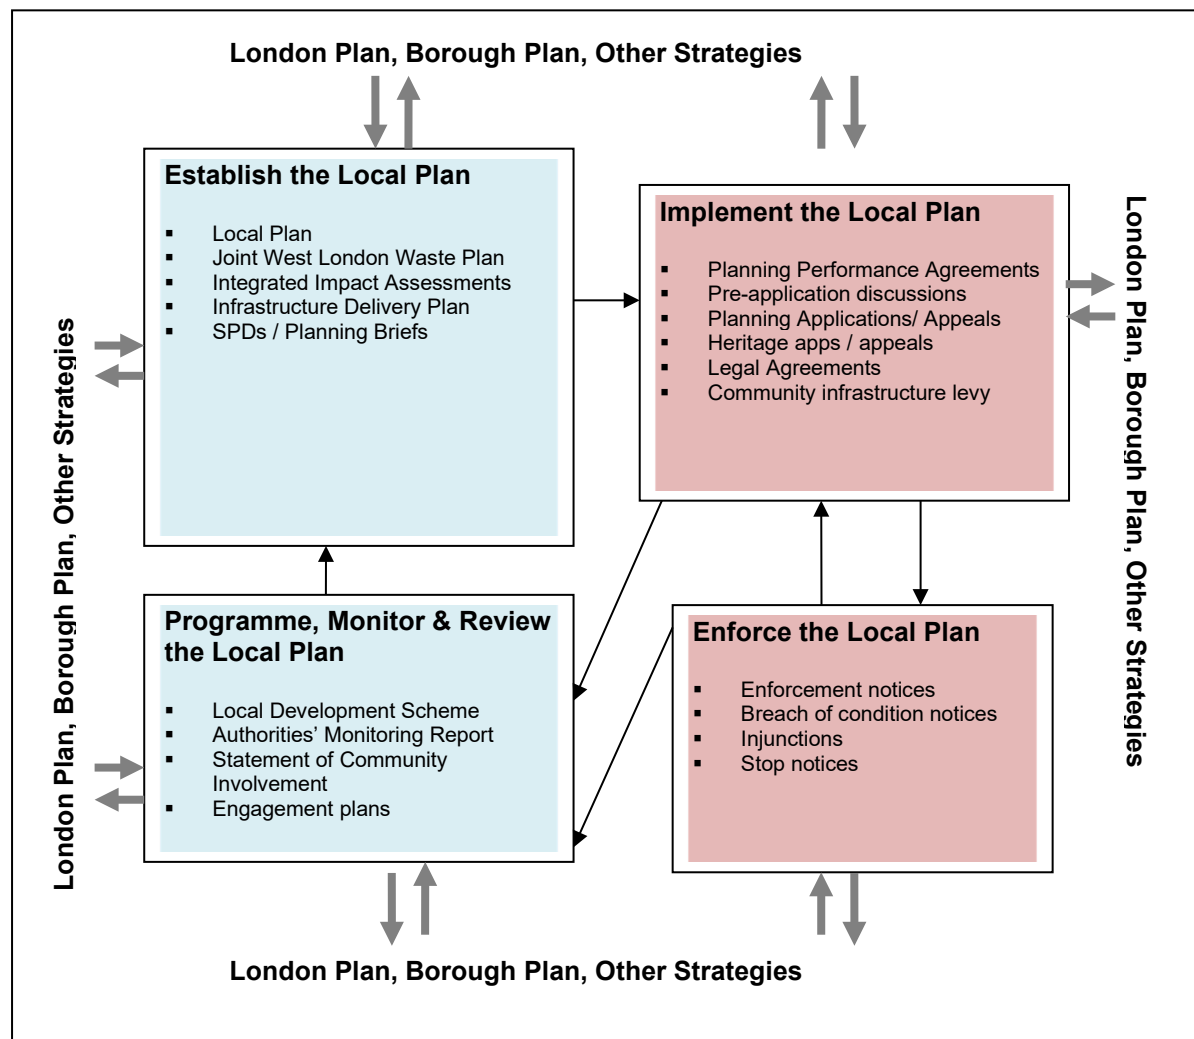 London Plan, Borough Plan, Other Strategies
Establish the Local Plan
▪ Local Plan
▪ Joint West London Waste Plan
▪ Integrated Impact Assessments
▪ Infrastructure Delivery Plan
▪ SPDs / Planning Briefs
Implement the Local Plan
▪ Planning Performance Agreements
▪ Pre-application discussions
▪ Planning Applications/ Appeals
▪ Heritage apps / appeals
▪ Legal Agreements
▪ Community infrastructure levy
London Plan, Borough Plan, Other Strategies
London Plan, Borough Plan, Other Strategies
Programme, Monitor & Review
the Local Plan
▪ Local Development Scheme
▪ Authorities’ Monitoring Report
▪ Statement of Community
Involvement
▪ Engagement plans
Enforce the Local Plan
▪ Enforcement notices
▪ Breach of condition notices
▪ Injunctions
▪ Stop notices
London Plan, Borough Plan, Other Strategies